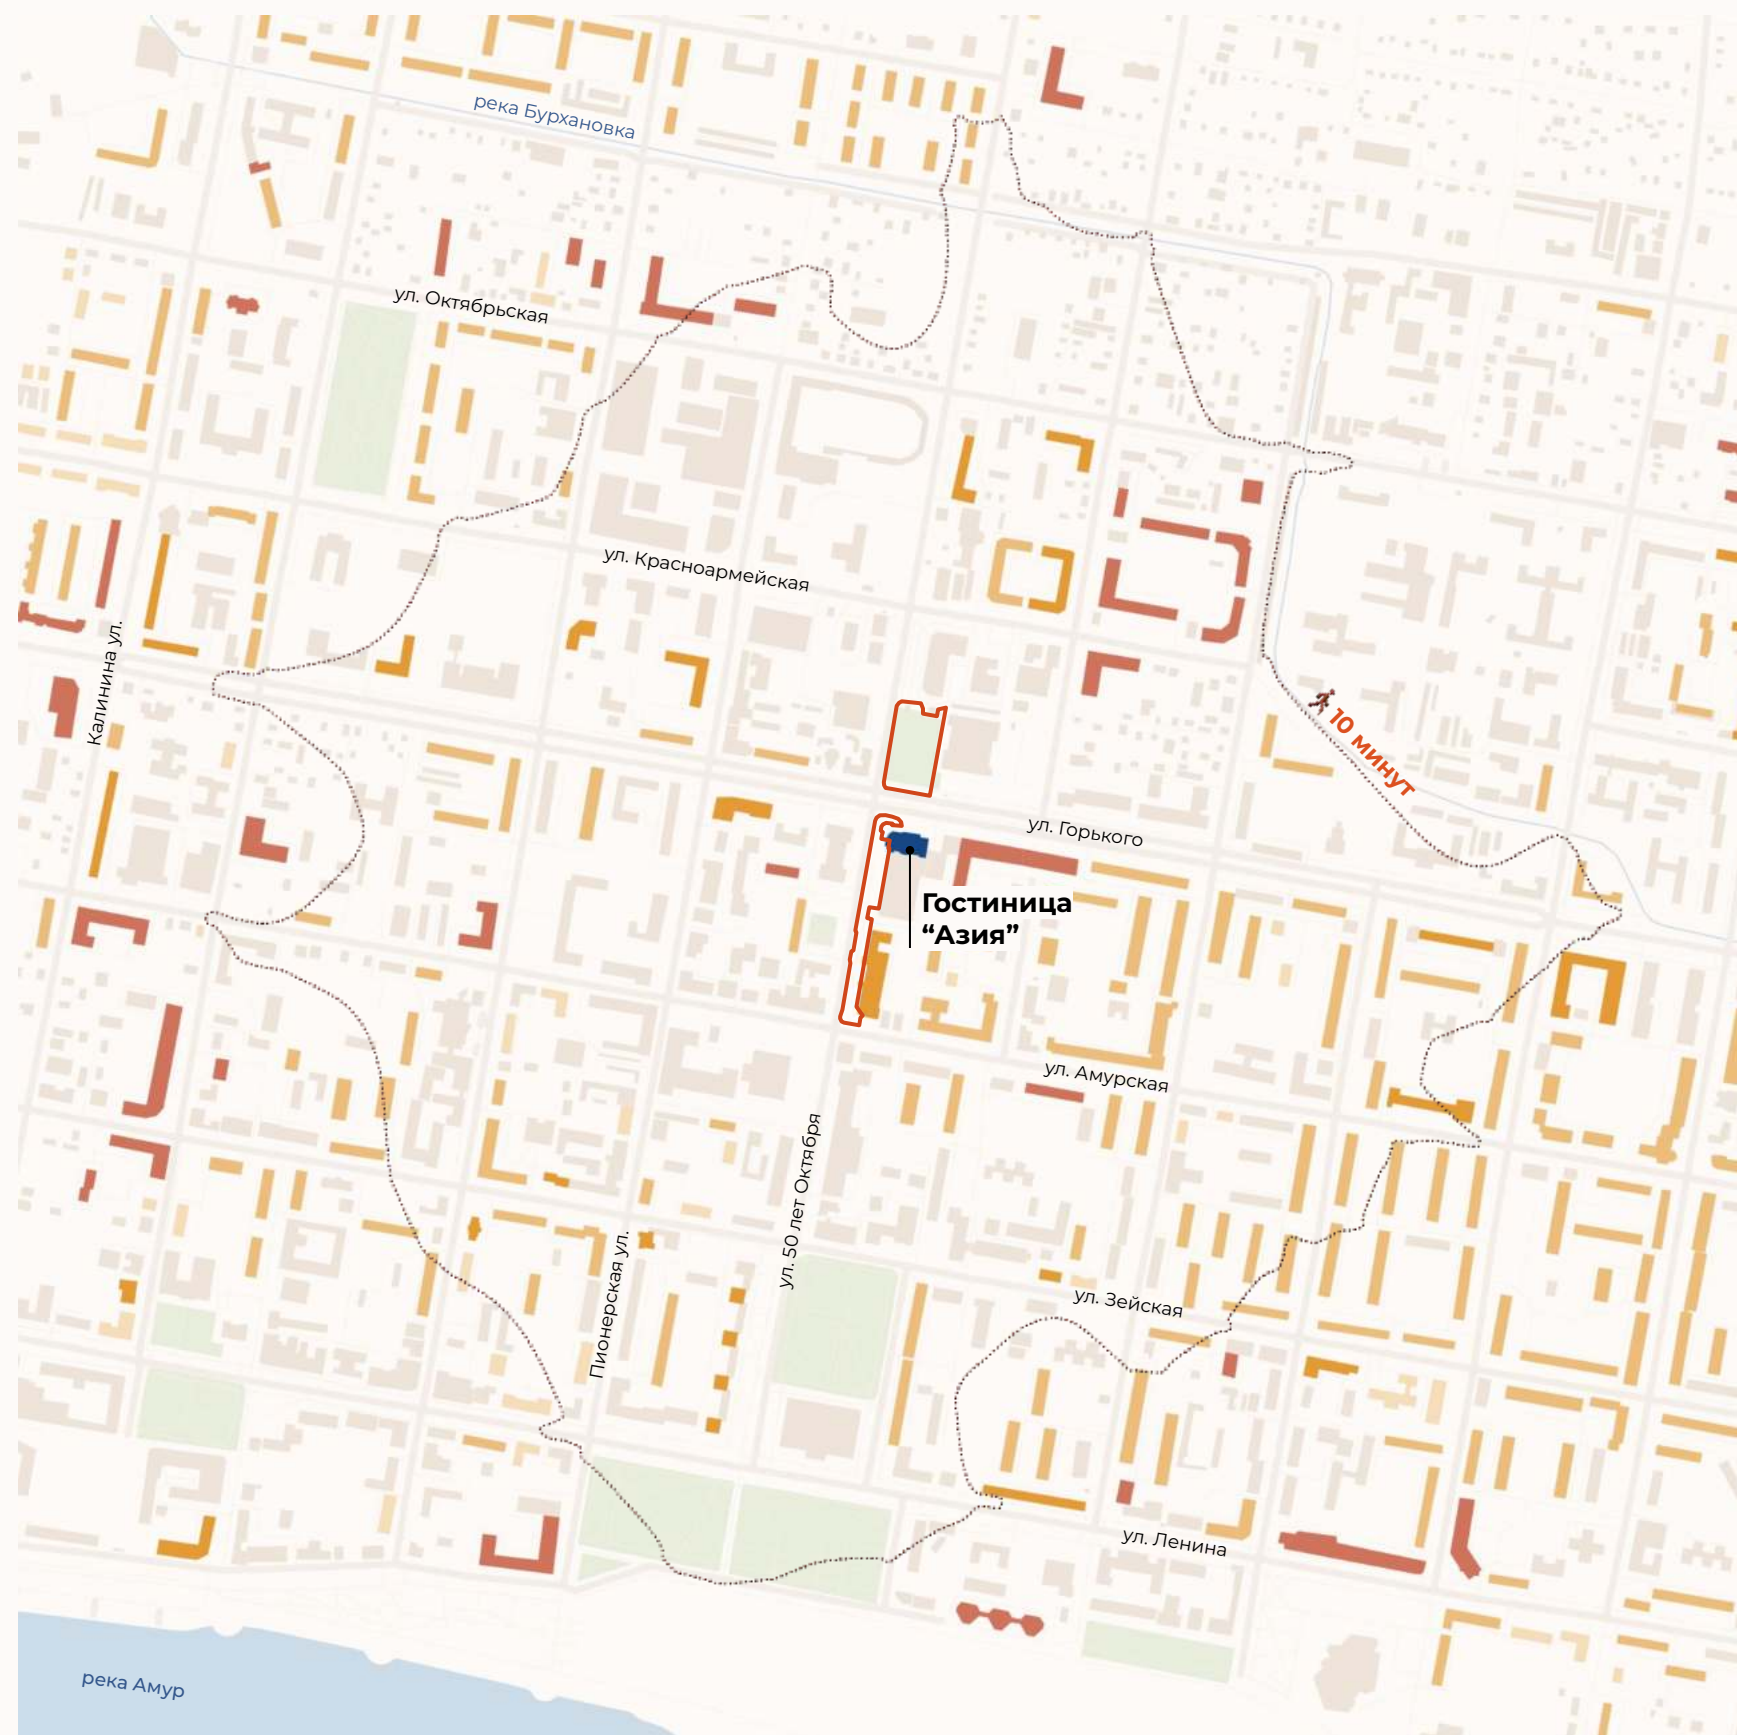 река Бурхановка
ул. Октябрьская
ул. Красноармейская
Калинина ул.
10 минут
ул. Горького
Гостиница
“Азия”
ул. Амурская
ул. 50 лет Октября
Пионерская ул.
ул. Зейская
ул. Ленина
река Амур